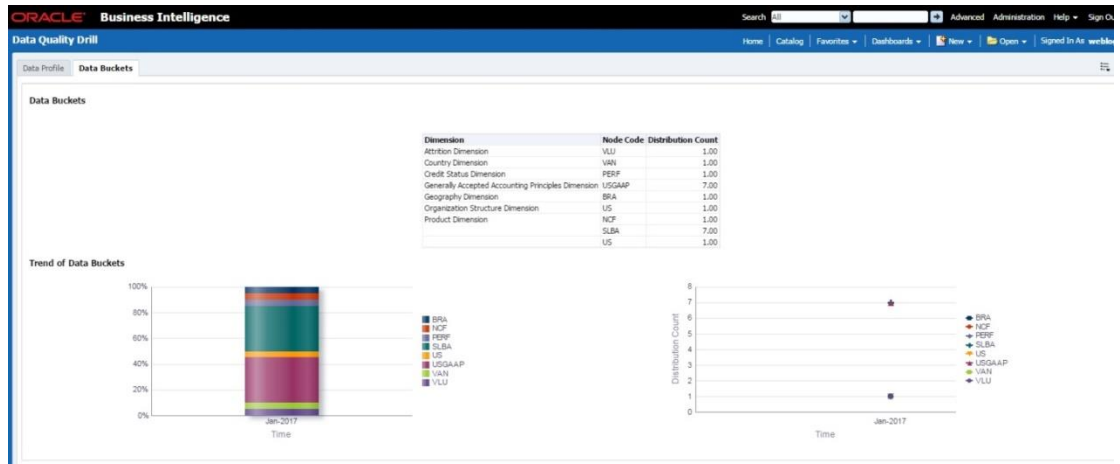 ORACLE Business Intelligence
Search All Advanced Administration Help Sign Ou
Data Quality Drill
Home Catalog Favorites Dashboards New Open Signed In As weblo
Data Profile Data Buckets
Data Buckets
Dimension Node Code Distribution Count
Attrition Dimension VLU 1.00
Country Dimension VAN 1.00
Credit Status Dimension PERF 1.00
Generally Accepted Accounting Principles Dimension USGAAP 7.00
Geography Dimension BRA 1.00
Organization Structure Dimension US 1.00
Product Dimension NCF 1.00
SLBA 7.00
US 1.00
Trend of Data Buckets
100%
80%
60%
40%
20%
0%
Jan-2017
Time
BRA
NCF
PERF
SLBA
US
USGAAP
VAN
VLU
Distribution Count
8
7
6
5
4
3
2
1
0
Jan-2017
Time
BRA
NCF
PERF
SLBA
US
USGAAP
VAN
VLU